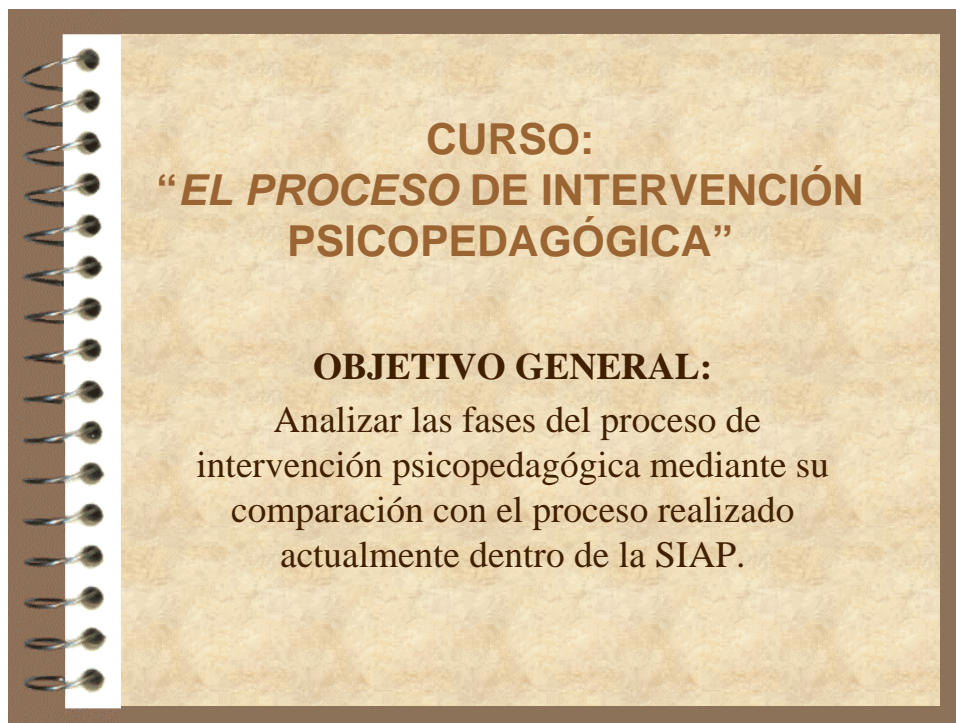 CURSO:
“EL PROCESO DE INTERVENCIÓN
PSICOPEDAGÓGICA”
OBJETIVO GENERAL:
Analizar las fases del proceso de
intervención psicopedagógica mediante su
comparación con el proceso realizado
actualmente dentro de la SIAP.